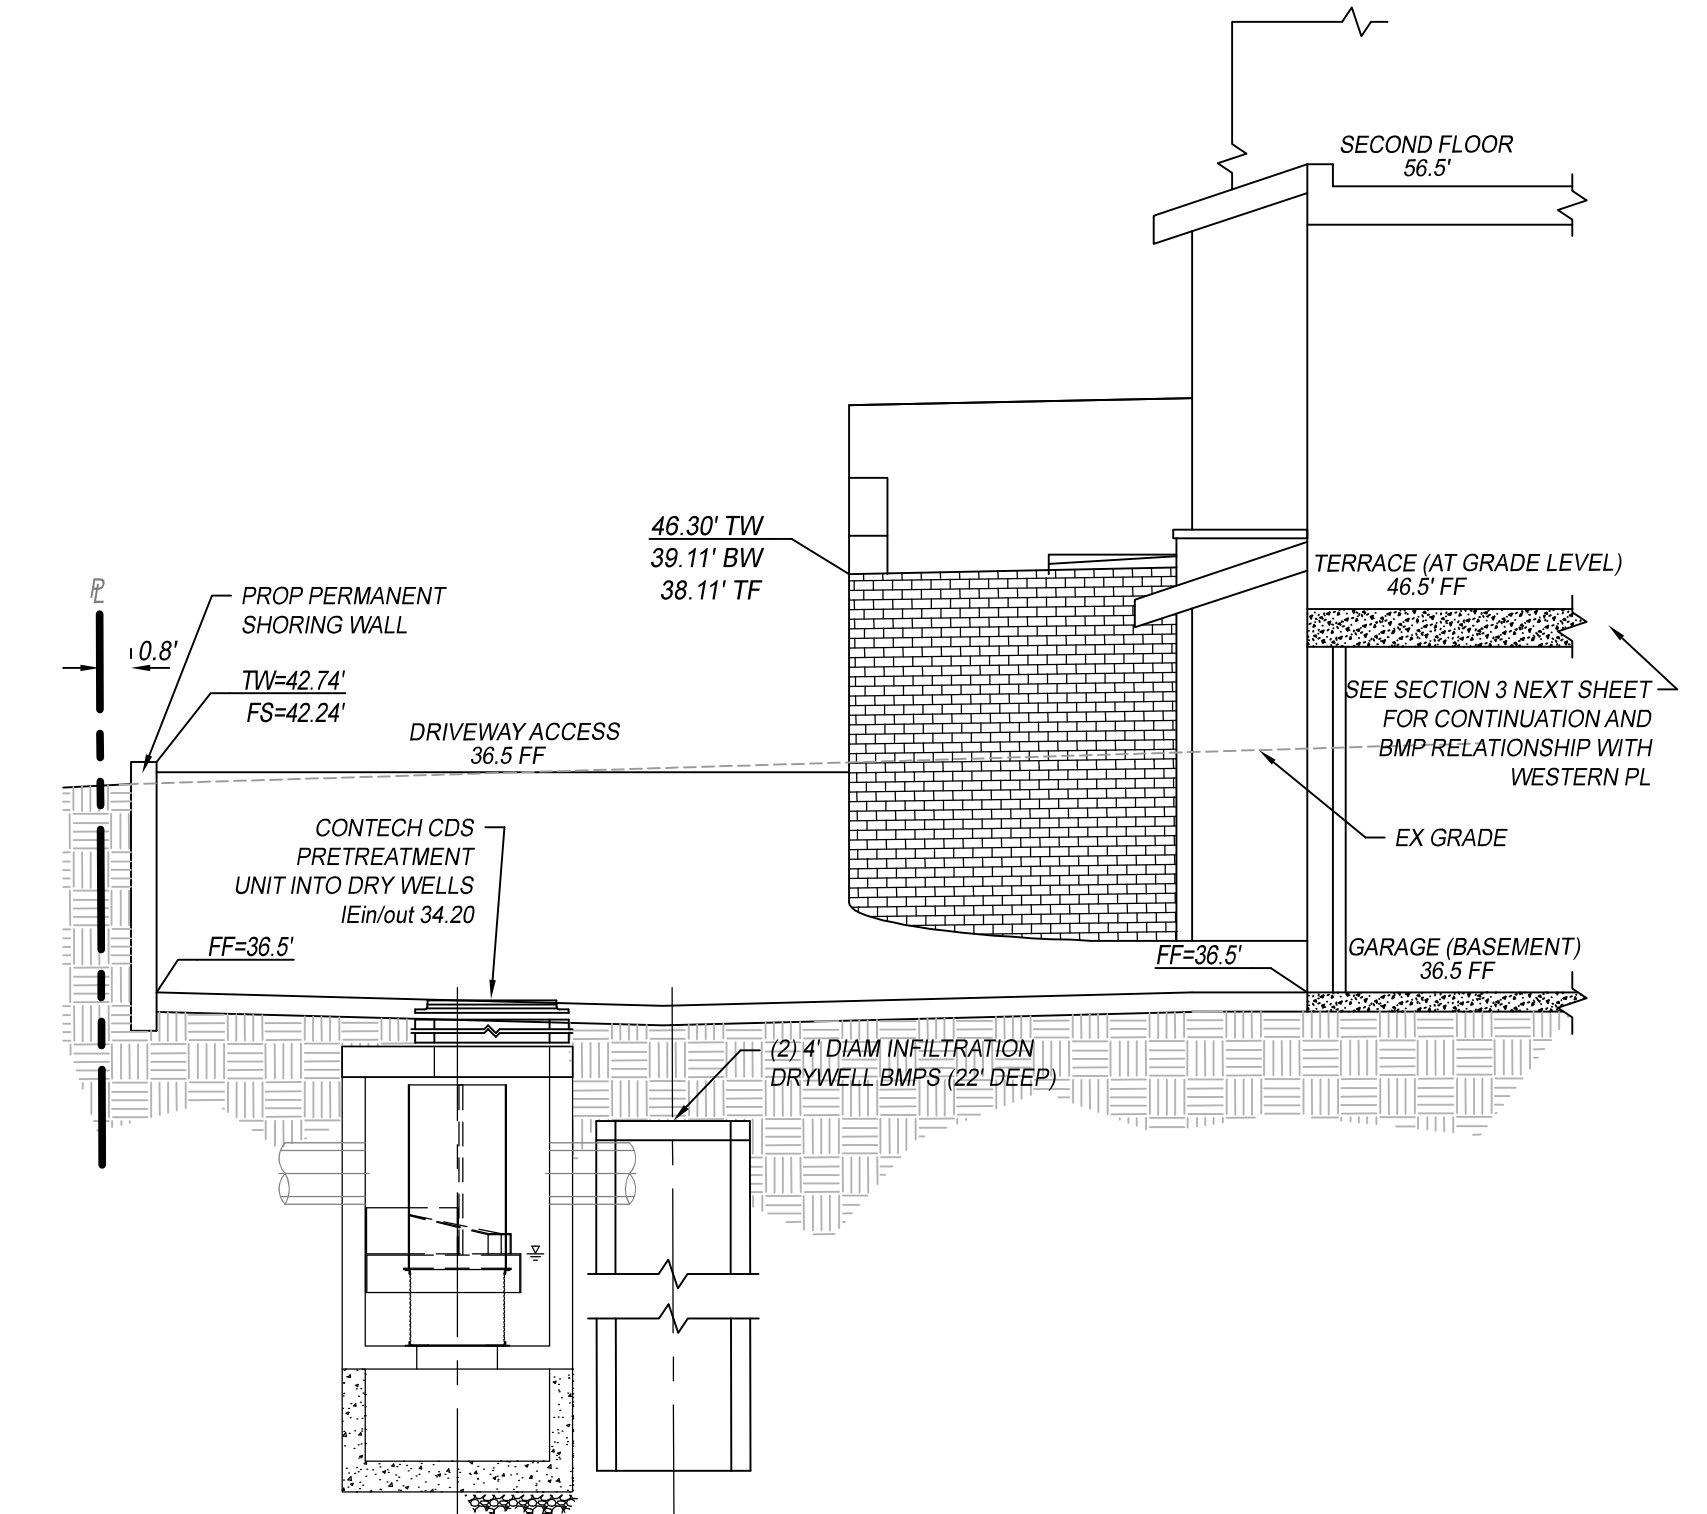 SECOND FLOOR
56.5'
46.30' TW
39.11' BW
38.11' TF
TERRACE (AT GRADE LEVEL)
46.5' FF
PL
PROP PERMANENT
SHORING WALL
0.8'
TW=42.74'
FS=42.24'
SEE SECTION 3 NEXT SHEET
FOR CONTINUATION AND
BMP RELATIONSHIP WITH
WESTERN PL
DRIVEWAY ACCESS
36.5 FF
CONTECH CDS
PRETREATMENT
UNIT INTO DRY WELLS
IEin/out 34.20
EX GRADE
FF=36.5'
FF=36.5'
GARAGE (BASEMENT)
36.5 FF
(2) 4' DIAM INFILTRATION
DRYWELL BMPS (22' DEEP)